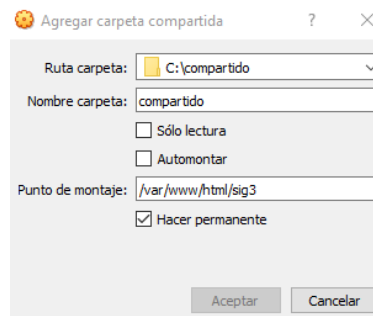 Agregar carpeta compartida ?
Ruta carpeta: C:\compartido
Nombre carpeta: compartido
Sólo lectura
Automontar
Punto de montaje: /var/www/html/sig3
Hacer permanente
Aceptar Cancelar